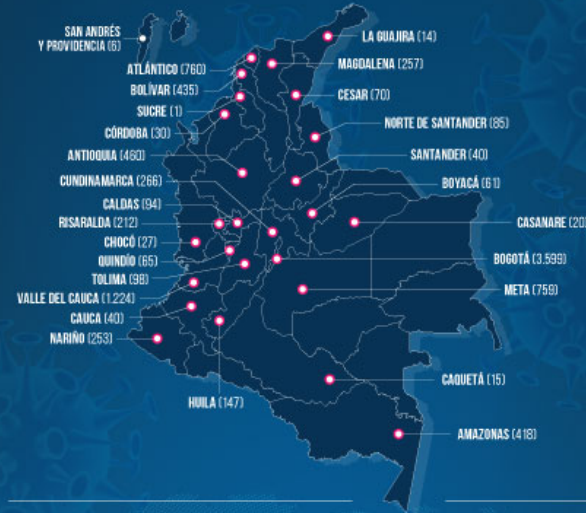 SAN ANDRÉS
Y PROVIDENCIA (6)
ATLÁNTICO (760)
BOLÍVAR (435)
SUCRE (1)
CÓRDOBA (30)
ANTIOQUIA (460)
CUNDINAMARCA (266)
CALDAS (94)
RISARALDA (212)
CHOCÓ (27)
QUINDÍO (65)
TOLIMA (98)
VALLE DEL CAUCA (1.224)
CAUCA (40)
NARIÑO (253)
HUILA (147)
LA GUAJIRA (14)
MAGDALENA (257)
CESAR (70)
NORTE DE SANTANDER (85)
SANTANDER (40)
BOYACÁ (61)
CASANARE (20)
BOGOTÁ (3.599)
META (759)
CAQUETÁ (15)
AMAZONAS (418)